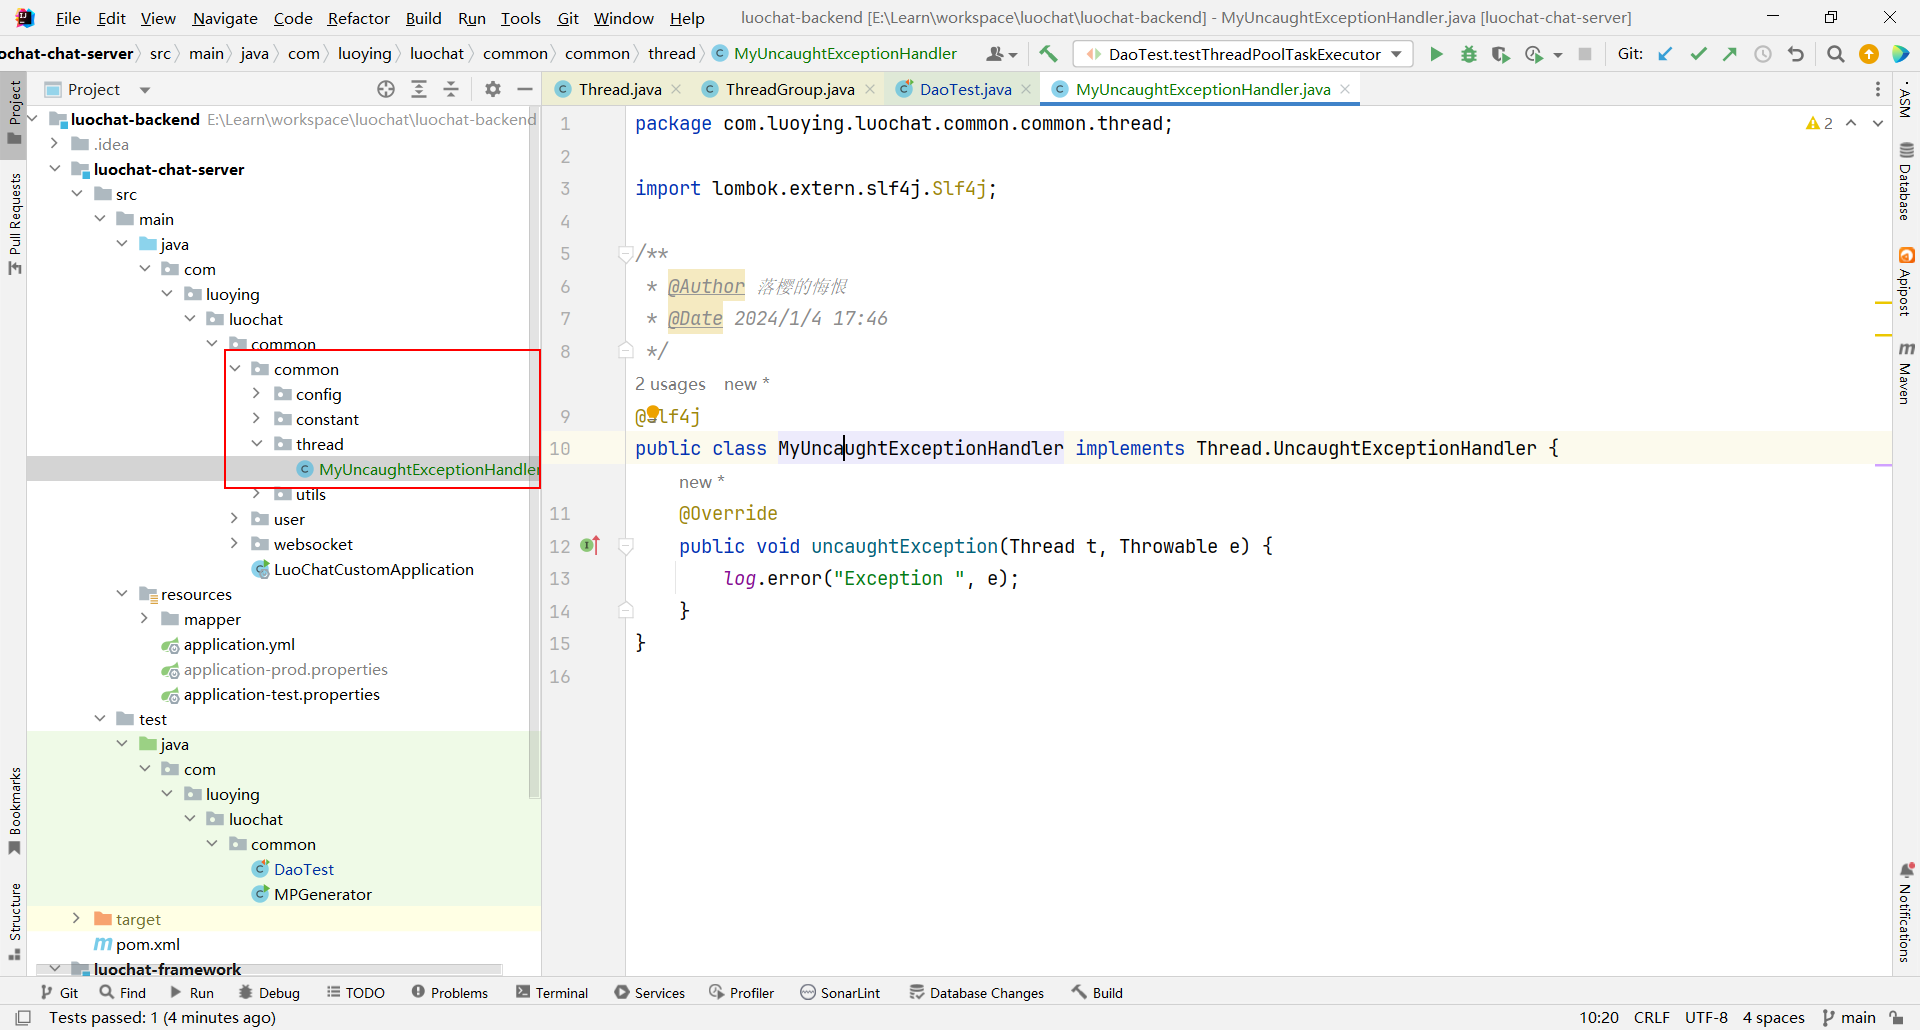 File Edit View Navigate Code Refactor Build Run Tools Git Window Help luochat-backend [E:\Learn\workspace\luochat\luochat-backend] - MyUncaughtExceptionHandler.java [luochat-chat-server]
ochat-chat-server src main java com luoying luochat common common thread MyUncaughtExceptionHandler DaoTest.testThreadPoolTaskExecutor Git:
Project
Thread.java ThreadGroup.java DaoTest.java MyUncaughtExceptionHandler.java
luochat-backend E:\Learn\workspace\luochat\luochat-backend
.idea
luochat-chat-server
src
main
java
com
luoying
luochat
common
common
config
constant
thread
MyUncaughtExceptionHandler
utils
user
websocket
LuoChatCustomApplication
resources
mapper
application.yml
application-prod.properties
application-test.properties
test
java
com
luoying
luochat
common
DaoTest
MPGenerator
target
pom.xml
luochat-framework
1 package com.luoying.luochat.common.common.thread;
2
3 import lombok.extern.slf4j.Slf4j;
4
5 /**
6 * @Author 落樱的悔恨
7 * @Date 2024/1/4 17:46
8 */
2 usages new *
9 @Slf4j
10 public class MyUncaughtExceptionHandler implements Thread.UncaughtExceptionHandler {
new *
11 @Override
12 public void uncaughtException(Thread t, Throwable e) {
13 log.error("Exception ", e);
14 }
15 }
16
2
Project
Pull Requests
Bookmarks
Structure
ASM
Database
Apipost
Maven
Notifications
Git Find Run Debug TODO Problems Terminal Services Profiler SonarLint Database Changes Build
Tests passed: 1 (4 minutes ago) 10:20 CRLF UTF-8 4 spaces main